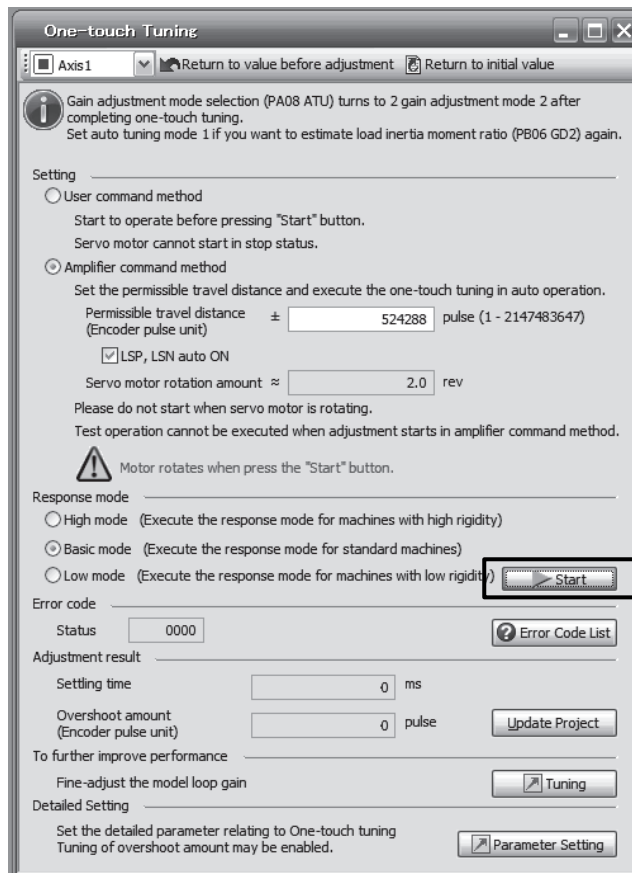 One-touch Tuning
Axis1 Return to value before adjustment Return to initial value
Gain adjustment mode selection (PA08 ATU) turns to 2 gain adjustment mode 2 after
completing one-touch tuning.
Set auto tuning mode 1 if you want to estimate load inertia moment ratio (PB06 GD2) again.
Setting
User command method
Start to operate before pressing "Start" button.
Servo motor cannot start in stop status.
Amplifier command method
Set the permissible travel distance and execute the one-touch tuning in auto operation.
Permissible travel distance ± 524288 pulse (1 - 2147483647)
(Encoder pulse unit)
LSP, LSN auto ON
Servo motor rotation amount ≈ 2.0 rev
Please do not start when servo motor is rotating.
Test operation cannot be executed when adjustment starts in amplifier command method.
Motor rotates when press the "Start" button.
Response mode
High mode (Execute the response mode for machines with high rigidity)
Basic mode (Execute the response mode for standard machines)
Low mode (Execute the response mode for machines with low rigidity) Start
Error code
Status 0000 Error Code List
Adjustment result
Settling time 0 ms
Overshoot amount 0 pulse Update Project
(Encoder pulse unit)
To further improve performance
Fine-adjust the model loop gain Tuning
Detailed Setting
Set the detailed parameter relating to One-touch tuning
Tuning of overshoot amount may be enabled. Parameter Setting